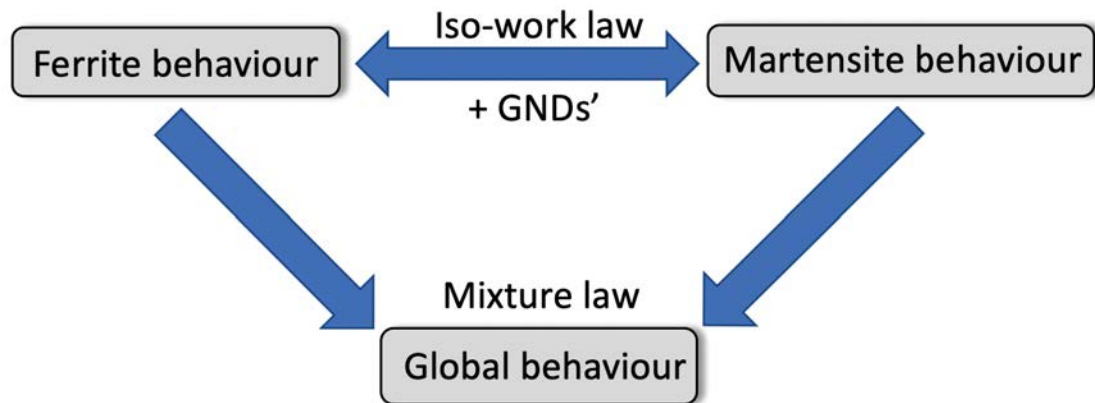 Iso-work law
Ferrite behaviour
Martensite behaviour
+ GNDs’
Mixture law
Global behaviour